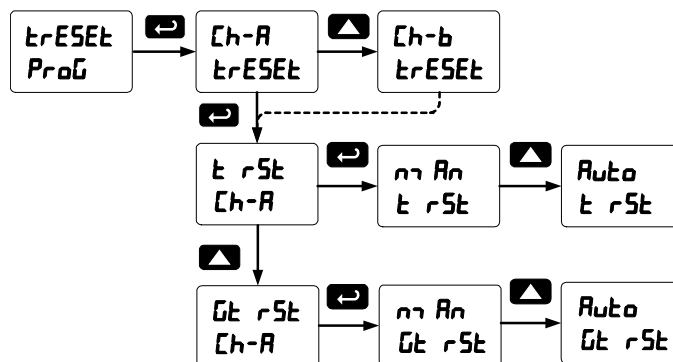 trESEt
ProG
Ch-A
trESEt
Ch-b
trESEt
t rSt
Ch-A
mAn
t rSt
Auto
t rSt
Gt rSt
Ch-A
mAn
Gt rSt
Auto
Gt rSt